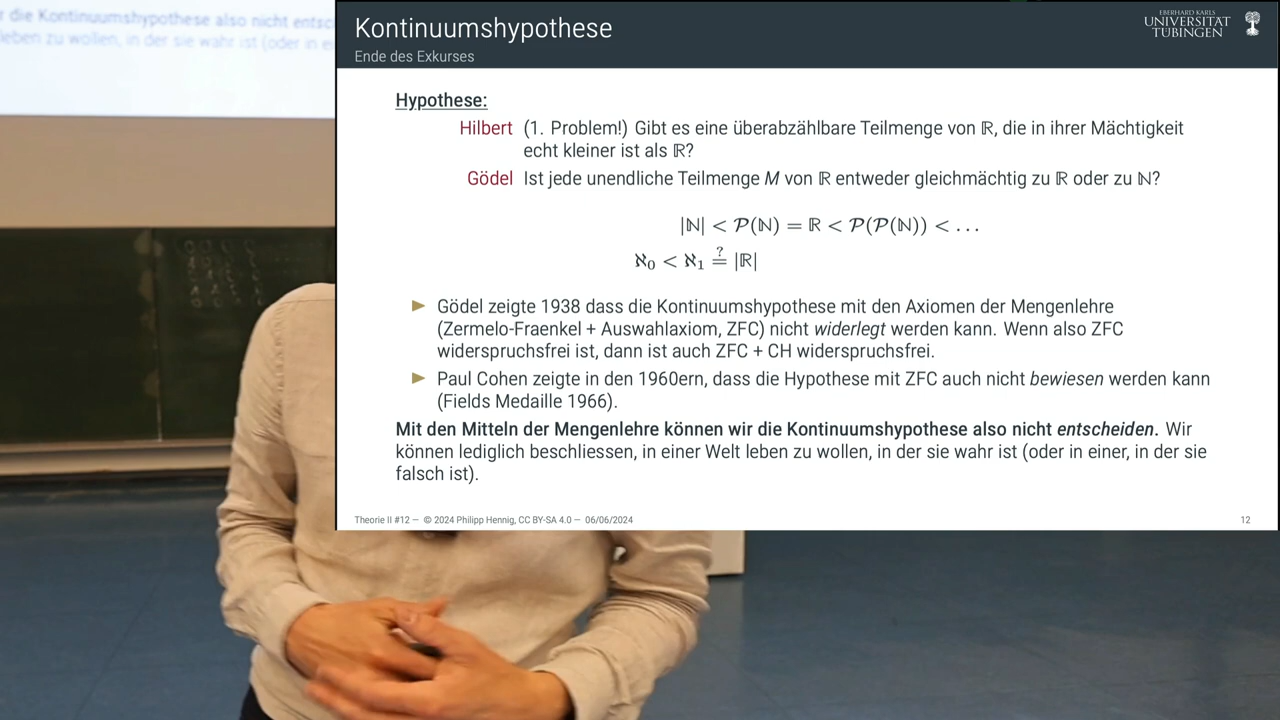 r die Kontinuumshypothese also nicht entsc
leben zu wollen, in der sie wahr ist (oder in ei
Kontinuumshypothese
Ende des Exkurses
EBERHARD KARLS
UNIVERSITÄT
TÜBINGEN
Hypothese:
Hilbert (1. Problem!) Gibt es eine überabzählbare Teilmenge von ℝ, die in ihrer Mächtigkeit
echt kleiner ist als ℝ?
Gödel Ist jede unendliche Teilmenge M von ℝ entweder gleichmächtig zu ℝ oder zu ℕ?
|ℕ| < 𝒫(ℕ) = ℝ < 𝒫(𝒫(ℕ)) < …
ℵ₀ < ℵ₁ ≟ |ℝ|
▶ Gödel zeigte 1938 dass die Kontinuumshypothese mit den Axiomen der Mengenlehre
(Zermelo-Fraenkel + Auswahlaxiom, ZFC) nicht widerlegt werden kann. Wenn also ZFC
widerspruchsfrei ist, dann ist auch ZFC + CH widerspruchsfrei.
▶ Paul Cohen zeigte in den 1960ern, dass die Hypothese mit ZFC auch nicht bewiesen werden kann
(Fields Medaille 1966).
Mit den Mitteln der Mengenlehre können wir die Kontinuumshypothese also nicht entscheiden. Wir
können lediglich beschliessen, in einer Welt leben zu wollen, in der sie wahr ist (oder in einer, in der sie
falsch ist).
Theorie II #12 — © 2024 Philipp Hennig, CC BY-SA 4.0 — 06/06/2024
12